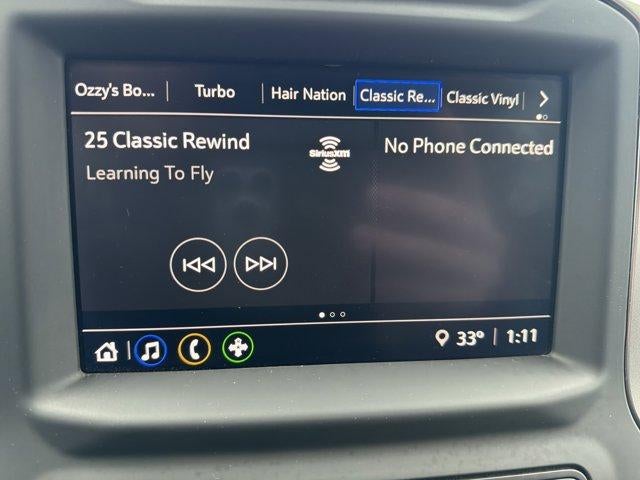 Ozzy's Bo... Turbo Hair Nation Classic Re... Classic Vinyl
25 Classic Rewind
Learning To Fly
SiriusXM
No Phone Connected
33° 1:11